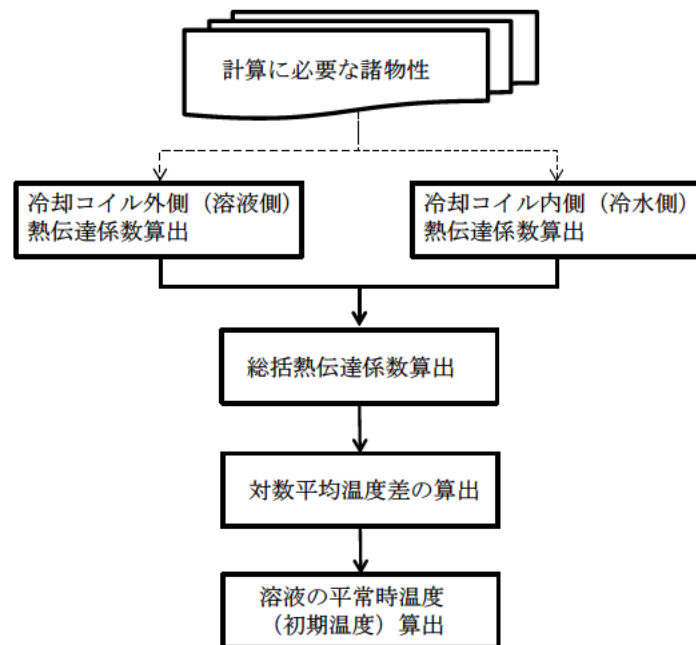 計算に必要な諸物性
冷却コイル外側（溶液側）
熱伝達係数算出
冷却コイル内側（冷水側）
熱伝達係数算出
総括熱伝達係数算出
対数平均温度差の算出
溶液の平常時温度
（初期温度）算出